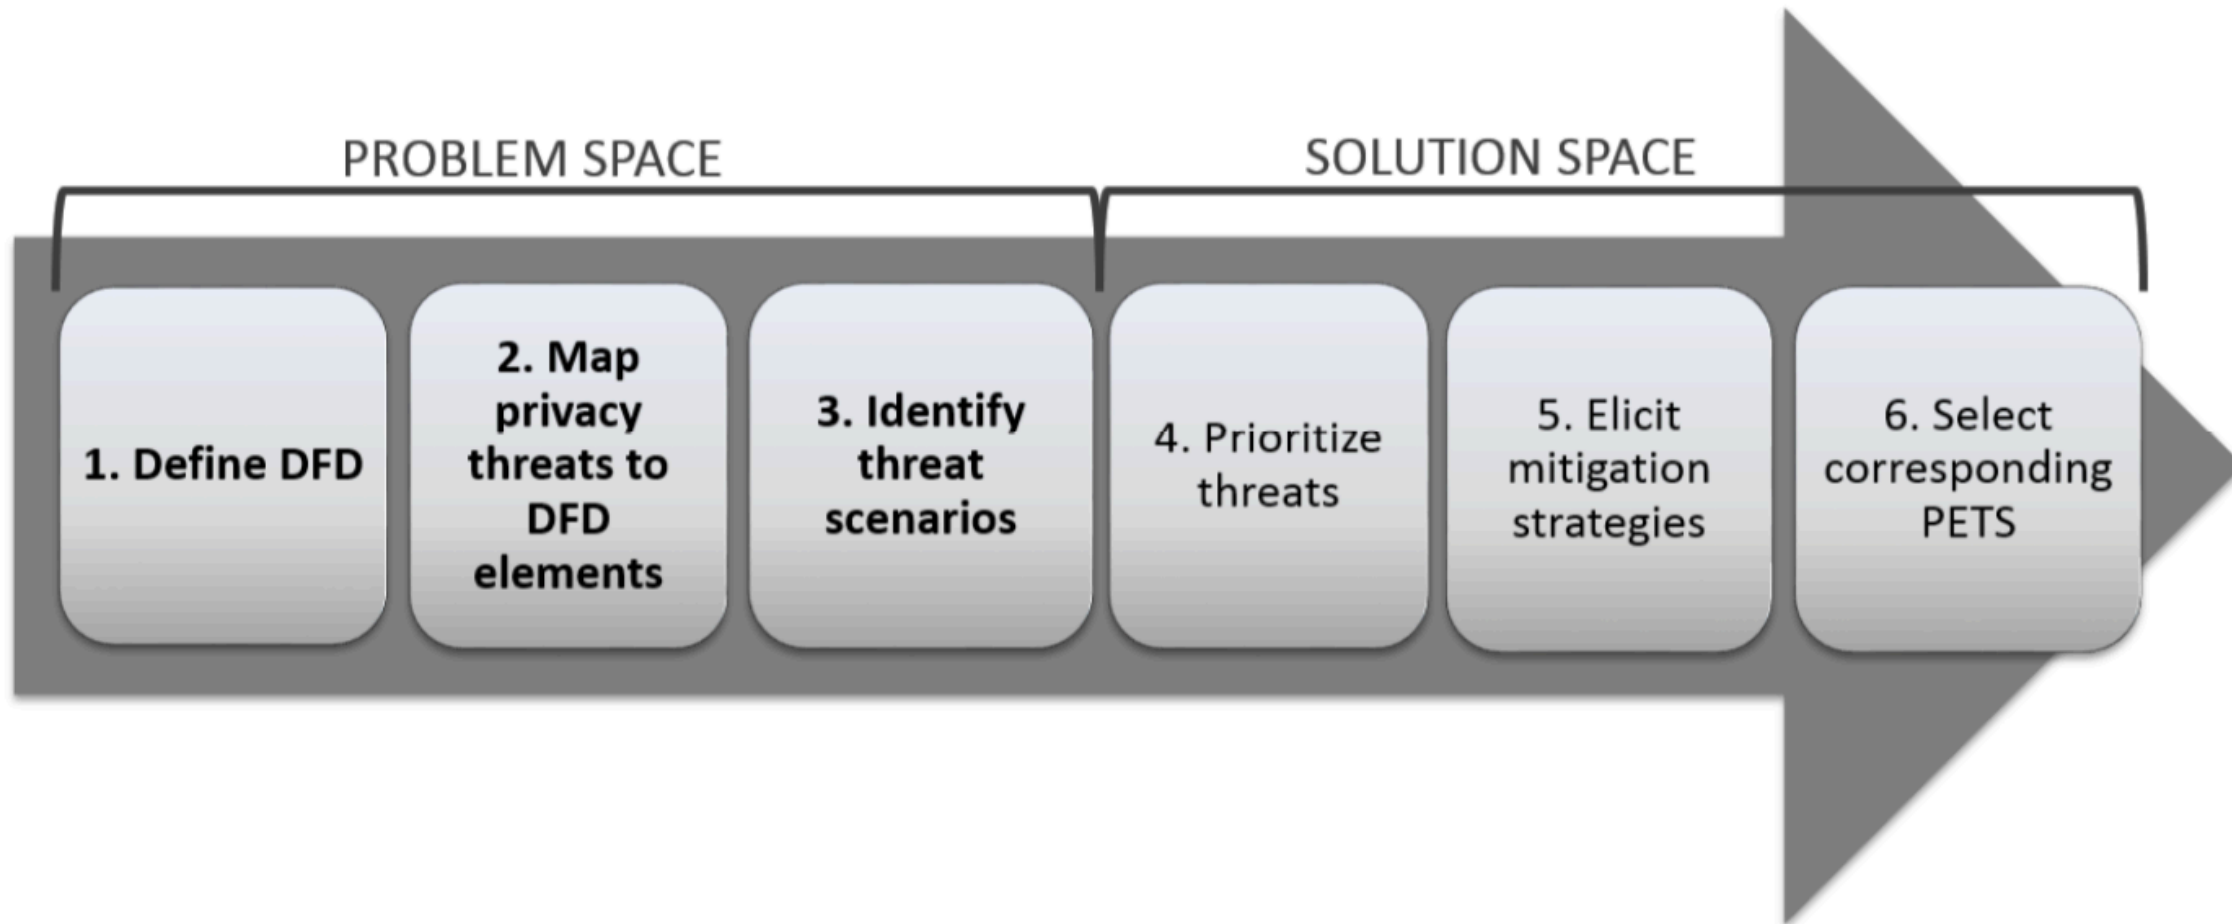 PROBLEM SPACE
SOLUTION SPACE
1. Define DFD
2. Map
privacy
threats to
DFD
elements
3. Identify
threat
scenarios
4. Prioritize
threats
5. Elicit
mitigation
strategies
6. Select
corresponding
PETS